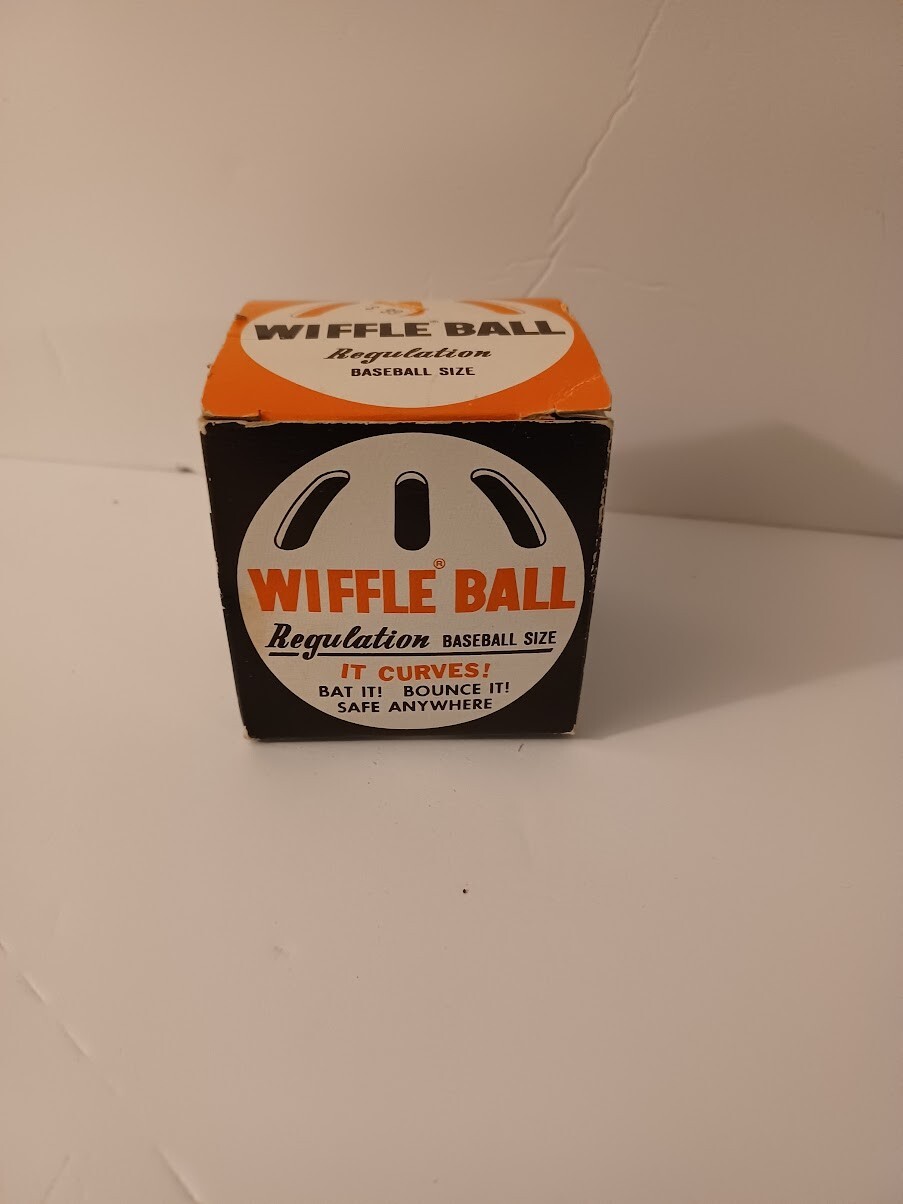 WIFFLE BALL
Regulation
BASEBALL SIZE
WIFFLE® BALL
Regulation BASEBALL SIZE
IT CURVES!
BAT IT! BOUNCE IT!
SAFE ANYWHERE